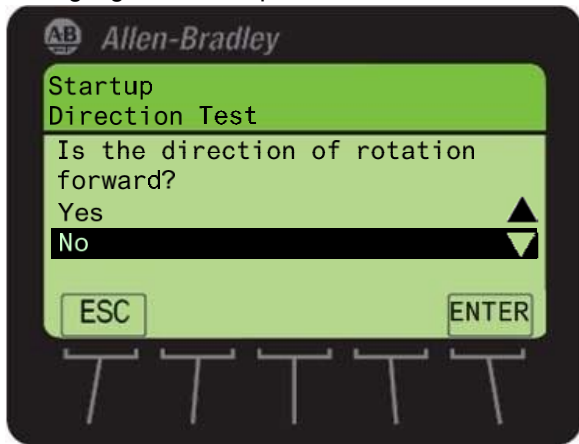 AB Allen-Bradley
Startup
Direction Test
Is the direction of rotation
forward?
Yes
No
ESC
ENTER